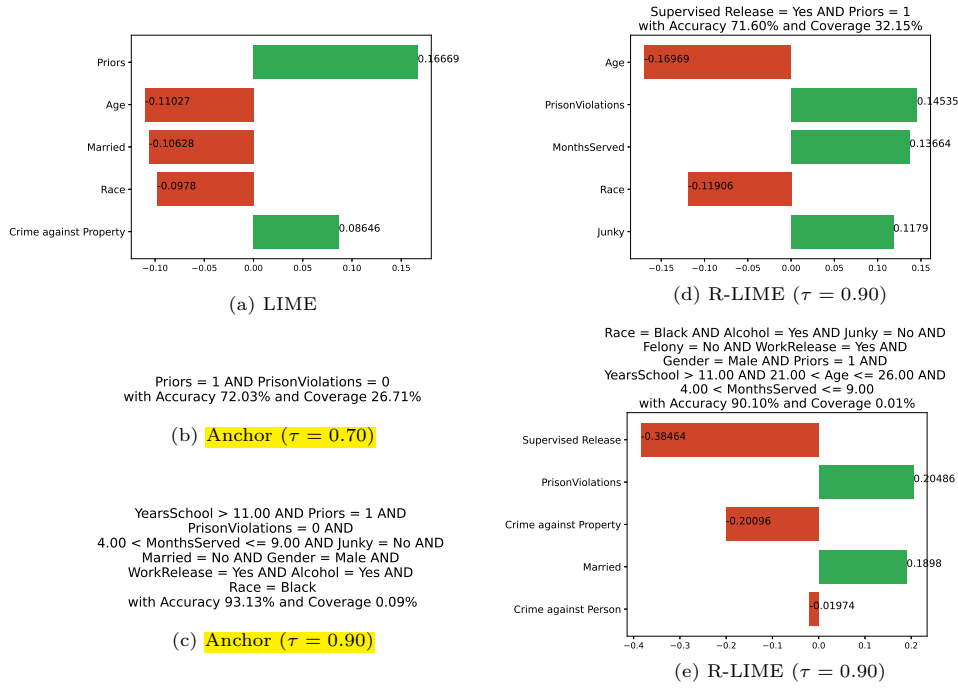 Priors
0.16669
Age
-0.11027
Married
-0.10628
Race
-0.0978
Crime against Property
0.08646
−0.10 −0.05 0.00 0.05 0.10 0.15
(a) LIME
Priors = 1 AND PrisonViolations = 0
with Accuracy 72.03% and Coverage 26.71%
(b) Anchor (τ = 0.70)
YearsSchool > 11.00 AND Priors = 1 AND
PrisonViolations = 0 AND
4.00 < MonthsServed <= 9.00 AND Junky = No AND
Married = No AND Gender = Male AND
WorkRelease = Yes AND Alcohol = Yes AND
Race = Black
with Accuracy 93.13% and Coverage 0.09%
(c) Anchor (τ = 0.90)
Supervised Release = Yes AND Priors = 1
with Accuracy 71.60% and Coverage 32.15%
Age
-0.16969
PrisonViolations
0.14535
MonthsServed
0.13664
Race
-0.11906
Junky
0.1179
−0.15 −0.10 −0.05 0.00 0.05 0.10 0.15
(d) R-LIME (τ = 0.90)
Race = Black AND Alcohol = Yes AND Junky = No AND
Felony = No AND WorkRelease = Yes AND
Gender = Male AND Priors = 1 AND
YearsSchool > 11.00 AND 21.00 < Age <= 26.00 AND
4.00 < MonthsServed <= 9.00
with Accuracy 90.10% and Coverage 0.01%
Supervised Release
-0.38464
PrisonViolations
0.20486
Crime against Property
-0.20096
Married
0.1898
Crime against Person
-0.01974
−0.4 −0.3 −0.2 −0.1 0.0 0.1 0.2
(e) R-LIME (τ = 0.90)